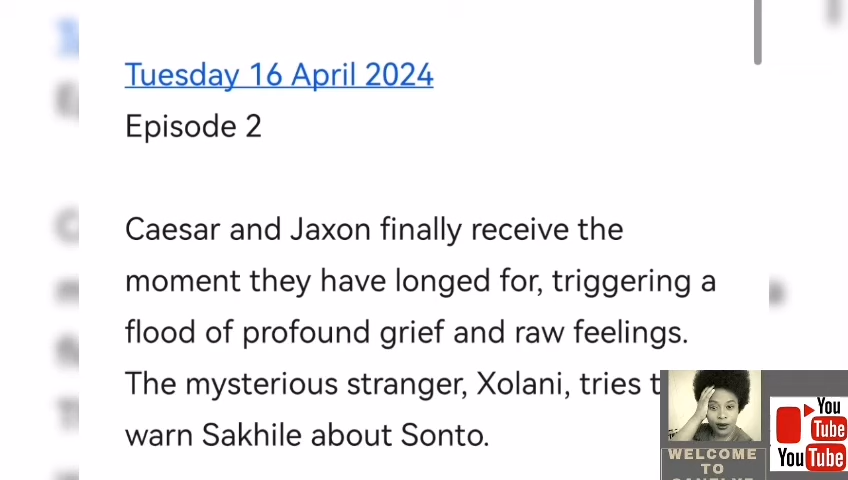 Tuesday 16 April 2024
Episode 2
Caesar and Jaxon finally receive the
moment they have longed for, triggering a
flood of profound grief and raw feelings.
The mysterious stranger, Xolani, tries
warn Sakhile about Sonto.
WELCOME
TO
You
Tube
You Tube